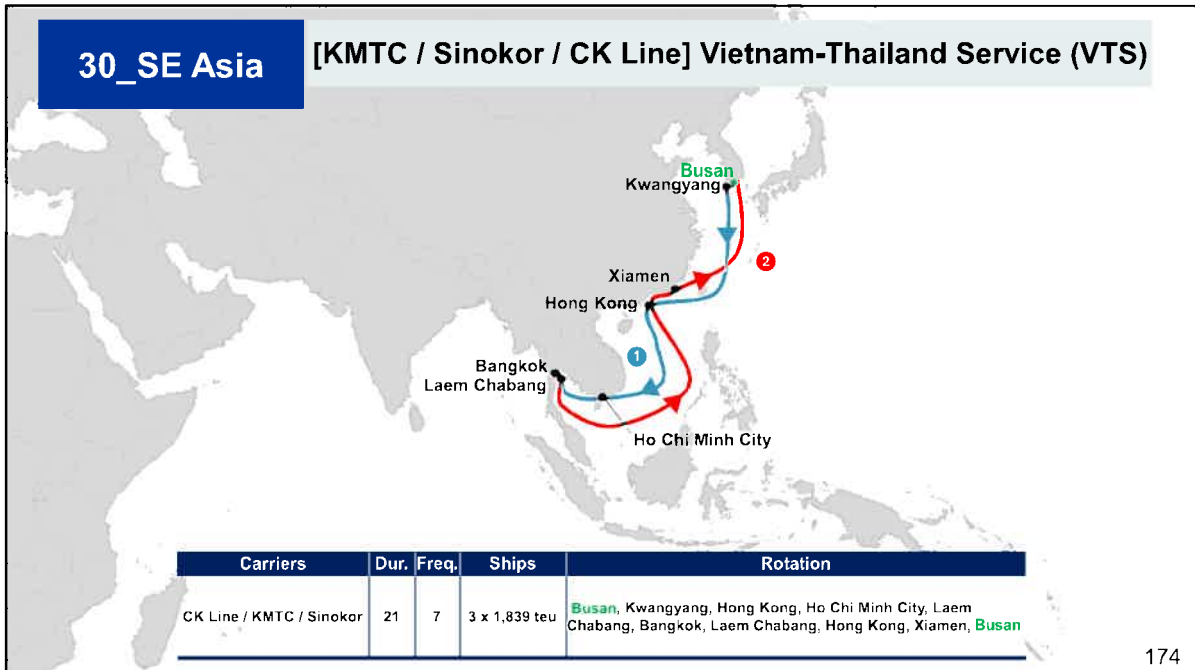 30_SE Asia
[KMTC / Sinokor / CK Line] Vietnam-Thailand Service (VTS)
Busan
Kwangyang
2
Xiamen
Hong Kong
1
Bangkok
Laem Chabang
Ho Chi Minh City
Carriers Dur. Freq. Ships Rotation
CK Line / KMTC / Sinokor 21 7 3 x 1,839 teu Busan, Kwangyang, Hong Kong, Ho Chi Minh City, Laem
Chabang, Bangkok, Laem Chabang, Hong Kong, Xiamen, Busan
174